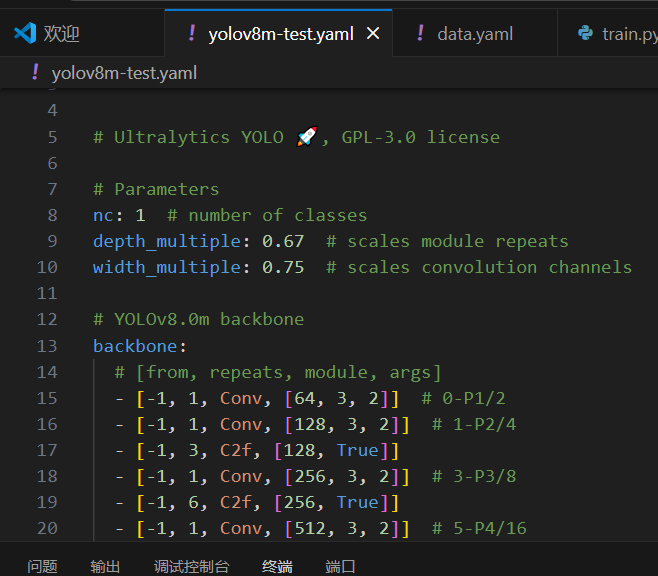 欢迎
! yolov8m-test.yaml ×
! data.yaml
train.py
! yolov8m-test.yaml
4
5 # Ultralytics YOLO 🚀, GPL-3.0 license
6
7 # Parameters
8 nc: 1  # number of classes
9 depth_multiple: 0.67  # scales module repeats
10 width_multiple: 0.75  # scales convolution channels
11
12 # YOLOv8.0m backbone
13 backbone:
14   # [from, repeats, module, args]
15   - [-1, 1, Conv, [64, 3, 2]]  # 0-P1/2
16   - [-1, 1, Conv, [128, 3, 2]]  # 1-P2/4
17   - [-1, 3, C2f, [128, True]]
18   - [-1, 1, Conv, [256, 3, 2]]  # 3-P3/8
19   - [-1, 6, C2f, [256, True]]
20   - [-1, 1, Conv, [512, 3, 2]]  # 5-P4/16
问题 输出 调试控制台 终端 端口